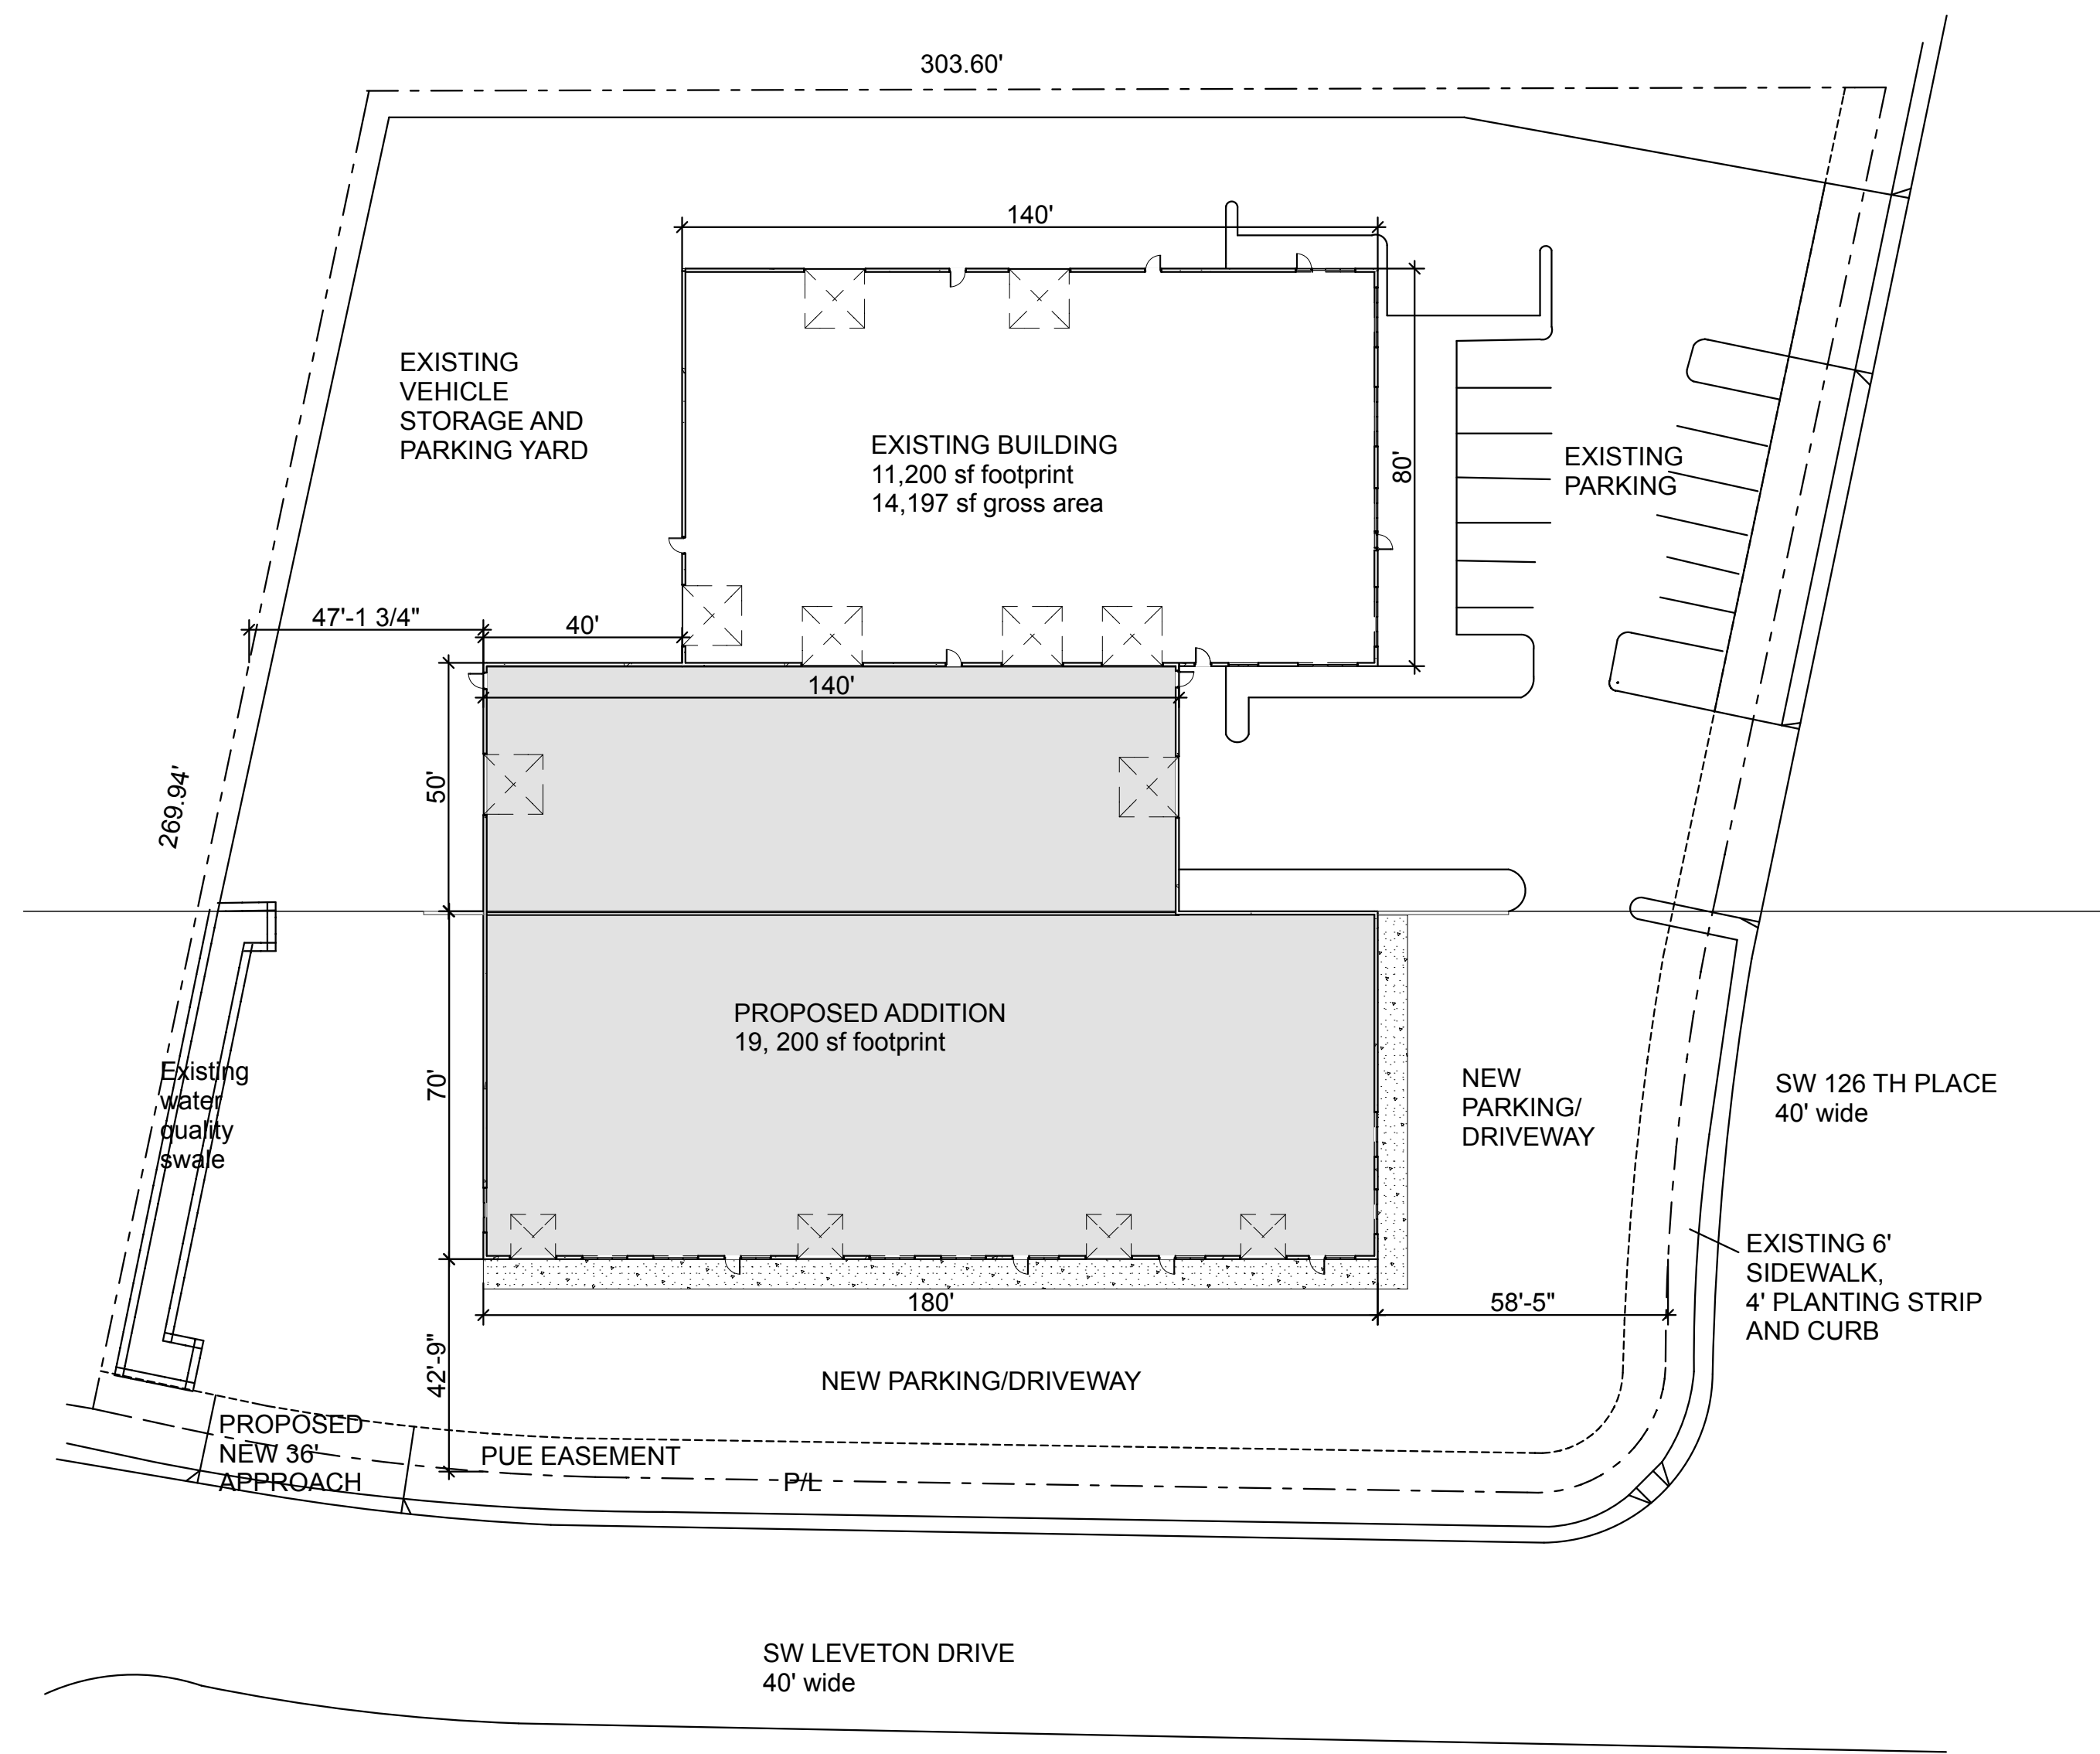 303.60'
140'
EXISTING
VEHICLE
STORAGE AND
PARKING YARD
EXISTING BUILDING
11,200 sf footprint
14,197 sf gross area
80'
EXISTING
PARKING
47'-1 3/4"
40'
140'
50'
269.94'
PROPOSED ADDITION
19, 200 sf footprint
70'
Existing
water
quality
swale
NEW
PARKING/
DRIVEWAY
SW 126 TH PLACE
40' wide
EXISTING 6'
SIDEWALK,
4' PLANTING STRIP
AND CURB
180'
58'-5"
42'-9"
NEW PARKING/DRIVEWAY
PROPOSED
NEW 36'
APPROACH
PUE EASEMENT
P/L
SW LEVETON DRIVE
40' wide